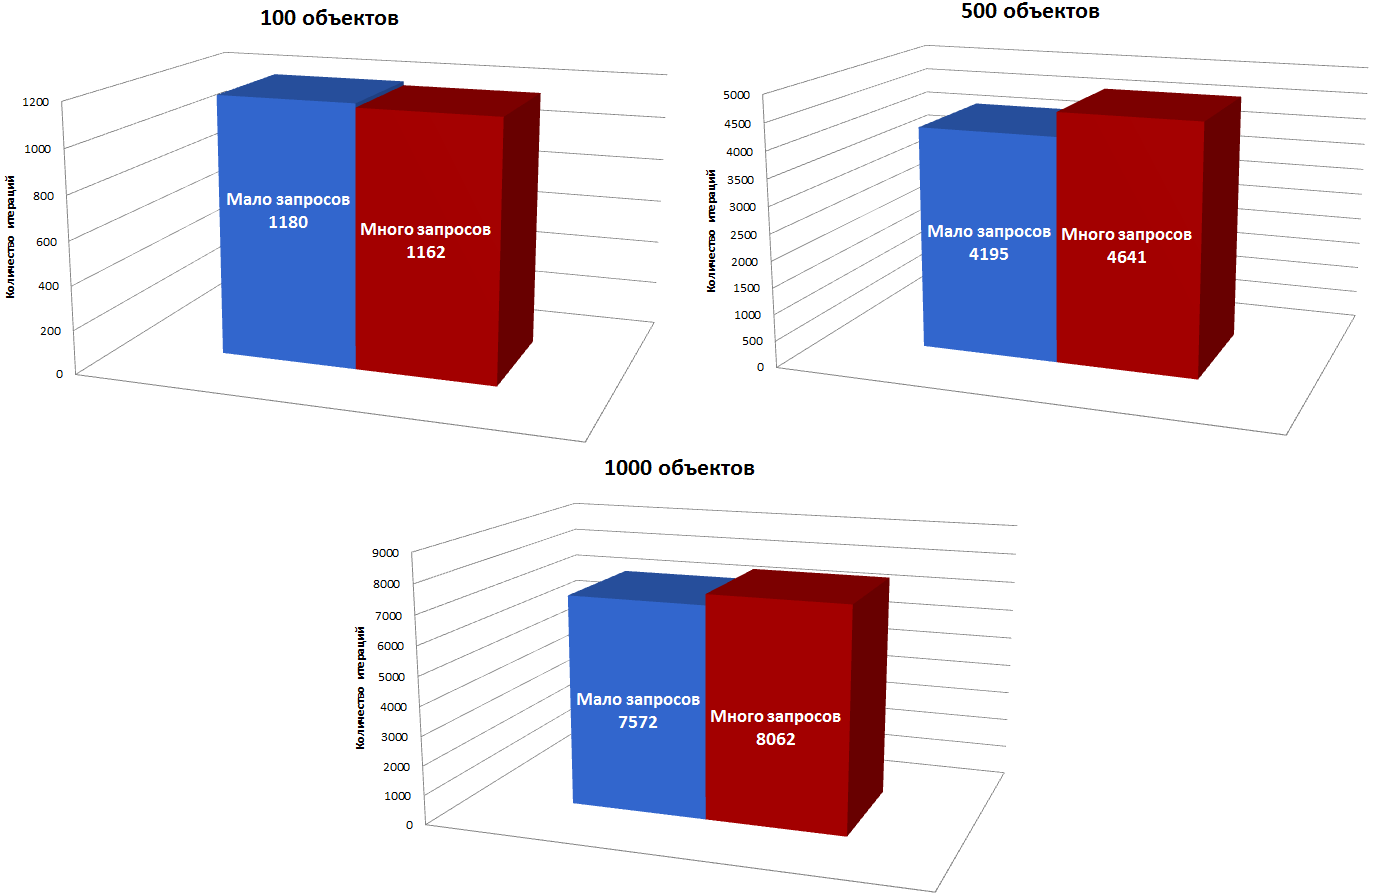 100 объектов
1200
1000
800
600
400
200
0
Количество итераций
Мало запросов
1180
Много запросов
1162
500 объектов
5000
4500
4000
3500
3000
2500
2000
1500
1000
500
0
Количество итераций
Мало запросов
4195
Много запросов
4641
1000 объектов
9000
8000
7000
6000
5000
4000
3000
2000
1000
0
Количество итераций
Мало запросов
7572
Много запросов
8062